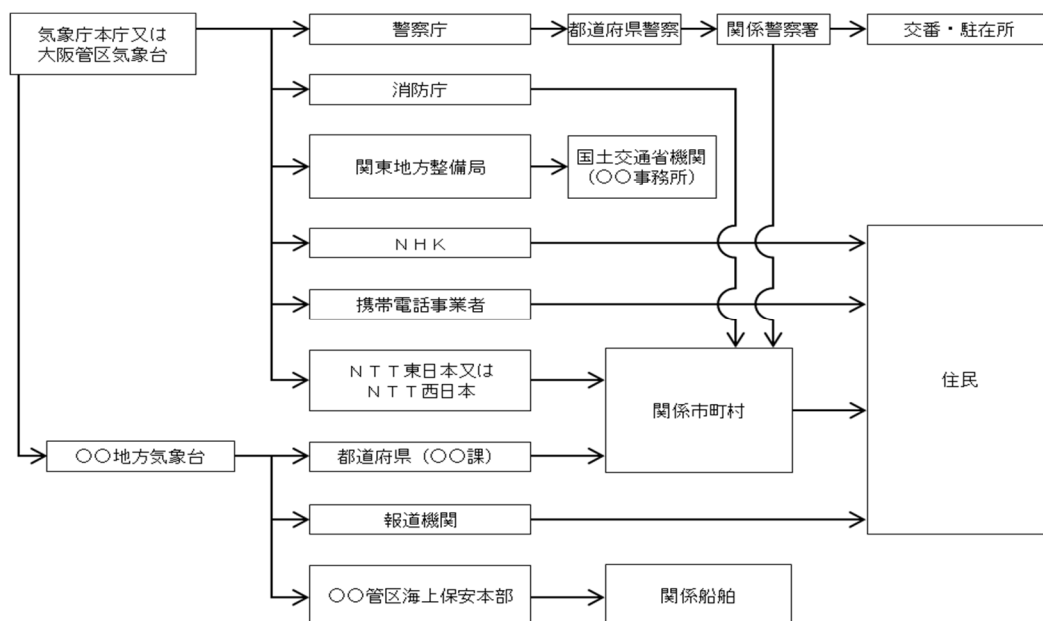 気象庁本庁又は
大阪管区気象台
警察庁
都道府県警察
関係警察署
交番・駐在所
消防庁
関東地方整備局
国土交通省機関
（○○事務所）
ＮＨＫ
携帯電話事業者
ＮＴＴ東日本又は
ＮＴＴ西日本
関係市町村
住民
○○地方気象台
都道府県（○○課）
報道機関
○○管区海上保安本部
関係船舶